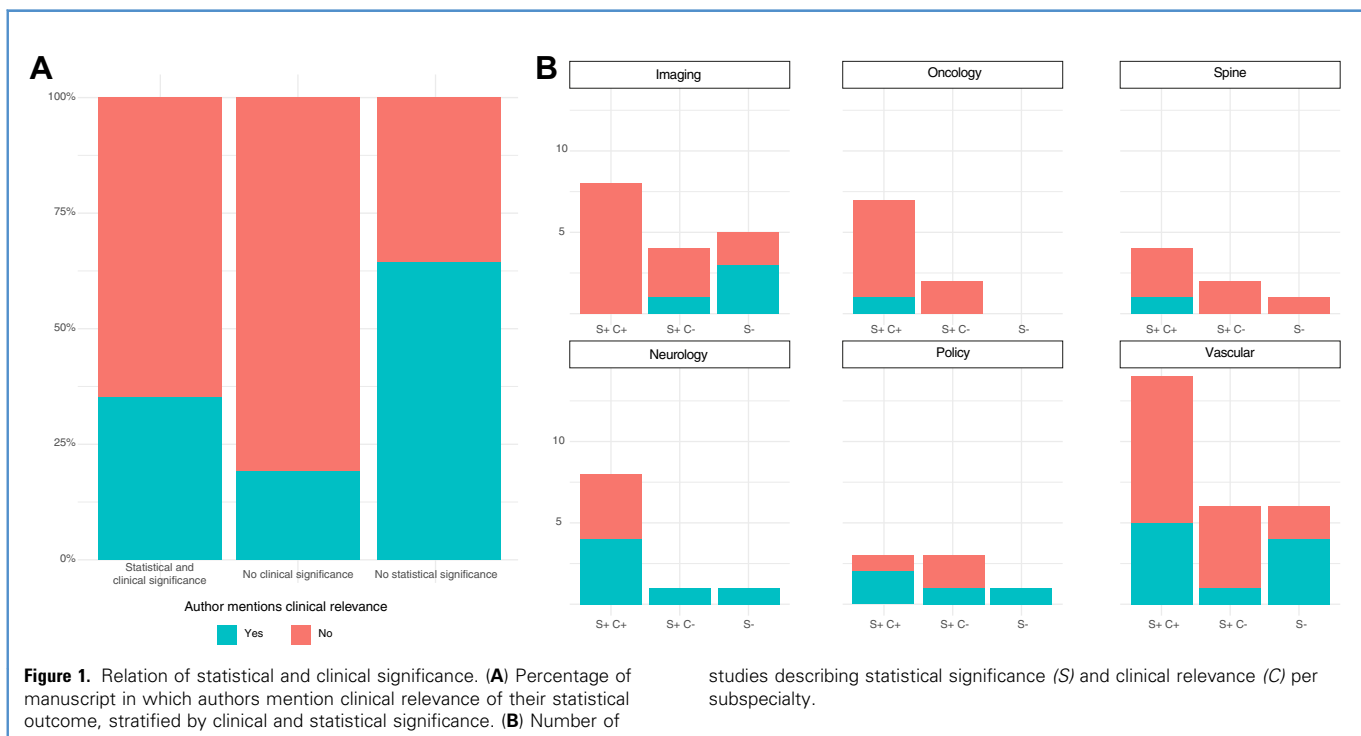 A
100%
75%
50%
25%
0%
Statistical and
clinical significance
No clinical significance
No statistical significance
Author mentions clinical relevance
Yes
No
B
Imaging
Oncology
Spine
10
5
S+ C+
S+ C-
S-
S+ C+
S+ C-
S-
S+ C+
S+ C-
S-
Neurology
Policy
Vascular
10
5
S+ C+
S+ C-
S-
S+ C+
S+ C-
S-
S+ C+
S+ C-
S-
Figure 1. Relation of statistical and clinical significance. (A) Percentage of
manuscript in which authors mention clinical relevance of their statistical
outcome, stratified by clinical and statistical significance. (B) Number of
studies describing statistical significance (S) and clinical relevance (C) per
subspecialty.